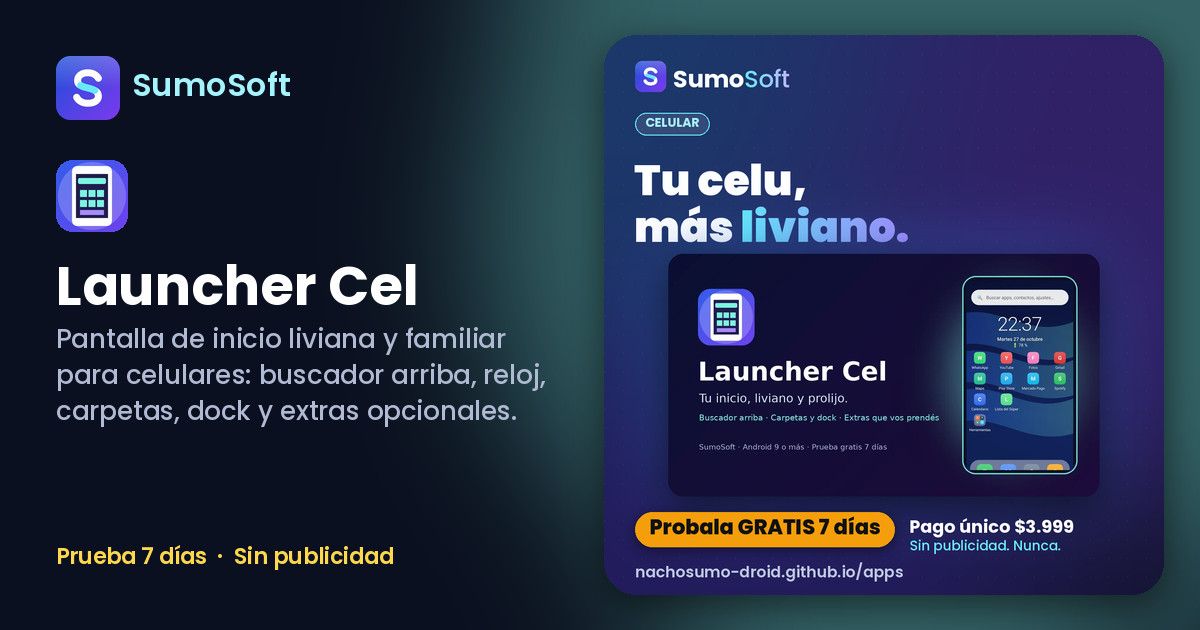 SumoSoft
Launcher Cel
Pantalla de inicio liviana y familiar
para celulares: buscador arriba, reloj,
carpetas, dock y extras opcionales.
Prueba 7 días · Sin publicidad
SumoSoft
CELULAR
Tu celu,
más liviano.
Launcher Cel
Tu inicio, liviano y prolijo.
Buscador arriba · Carpetas y dock · Extras que vos prendés
SumoSoft · Android 9 o más · Prueba gratis 7 días
Buscar apps, contactos, ajustes...
22:37
Martes 27 de octubre
78 %
WhatsApp YouTube Fotos Gmail
Maps Play Store Mercado Pago Spotify
Calendario Lista del Super
Herramientas
Probala GRATIS 7 días
Pago único $3.999
Sin publicidad. Nunca.
nachosumo-droid.github.io/apps